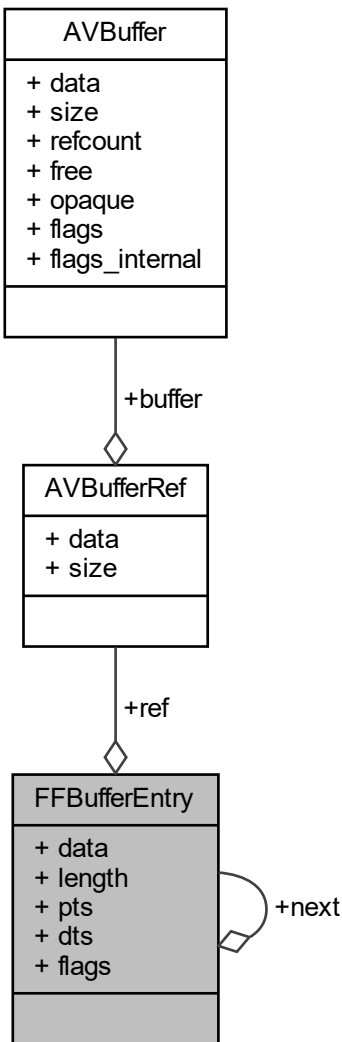 AVBuffer
+ data
+ size
+ refcount
+ free
+ opaque
+ flags
+ flags_internal
+buffer
AVBufferRef
+ data
+ size
+ref
FFBufferEntry
+ data
+ length
+ pts
+ dts
+ flags
+next